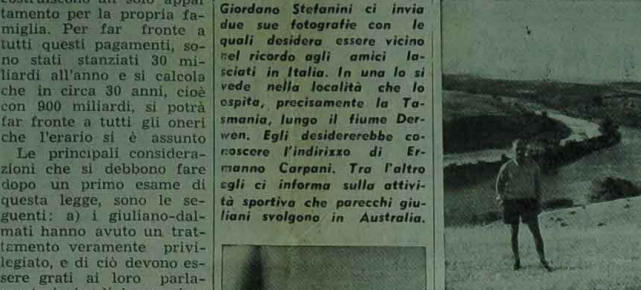 costruiscono un solo appar-
tamento per la propria fa-
miglia. Per far fronte a
tutti questi pagamenti, so-
no stati stanziati 30 mi-
liardi all'anno e si calcola
che in circa 30 anni, cioè
con 900 miliardi, si potrà
far fronte a tutti gli oneri
che l'erario si è assunto
Le principali considera-
zioni che si debbono fare
dopo un primo esame di
questa legge, sono le se-
guenti: a) i giuliano-dal-
mati hanno avuto un trat-
tamento veramente privi-
legiato, e di ciò devono es-
sere grati ai loro parla-
Giordano Stefanini ci invia
due sue fotografie con le
quali desidera essere vicino
nel ricordo agli amici la-
sciati in Italia. In una lo si
vede nella località che lo
ospita, precisamente la Ta-
smania, lungo il fiume Der-
wen. Egli desidererebbe co-
noscere l'indirizzo di Er-
manno Carpani. Tra l'altro
egli ci informa sulla attivi-
tà sportiva che parecchi giu-
liani svolgono in Australia.